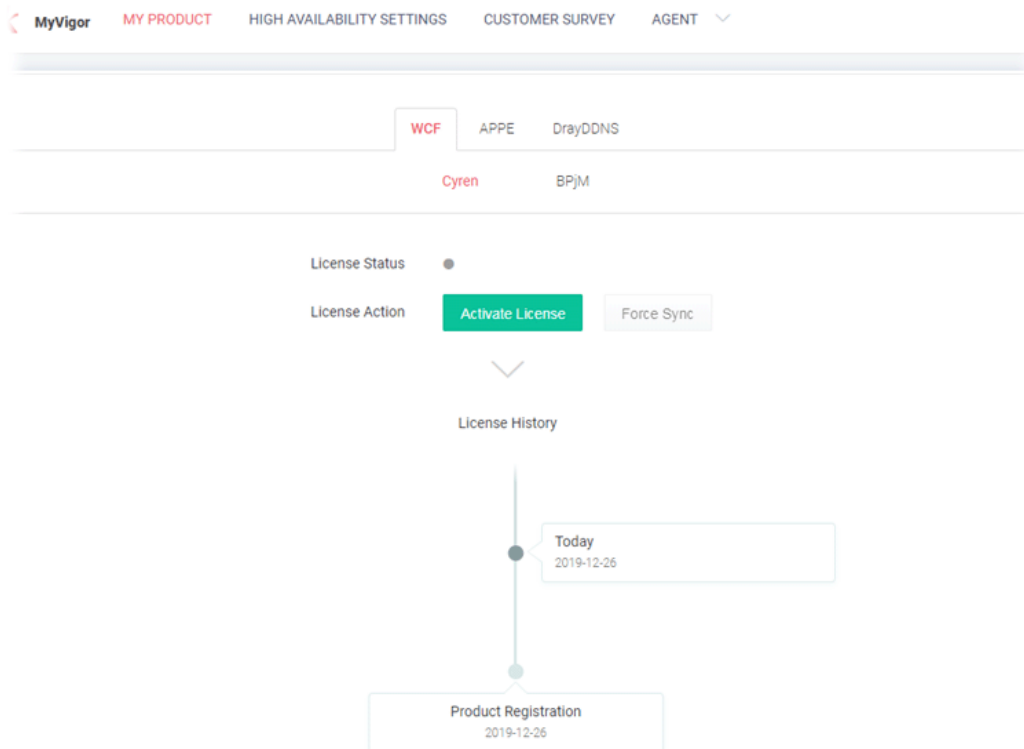 MyVigor MY PRODUCT HIGH AVAILABILITY SETTINGS CUSTOMER SURVEY AGENT
WCF APPE DrayDDNS
Cyren BPjM
License Status
License Action Activate License Force Sync
License History
Today
2019-12-26
Product Registration
2019-12-26